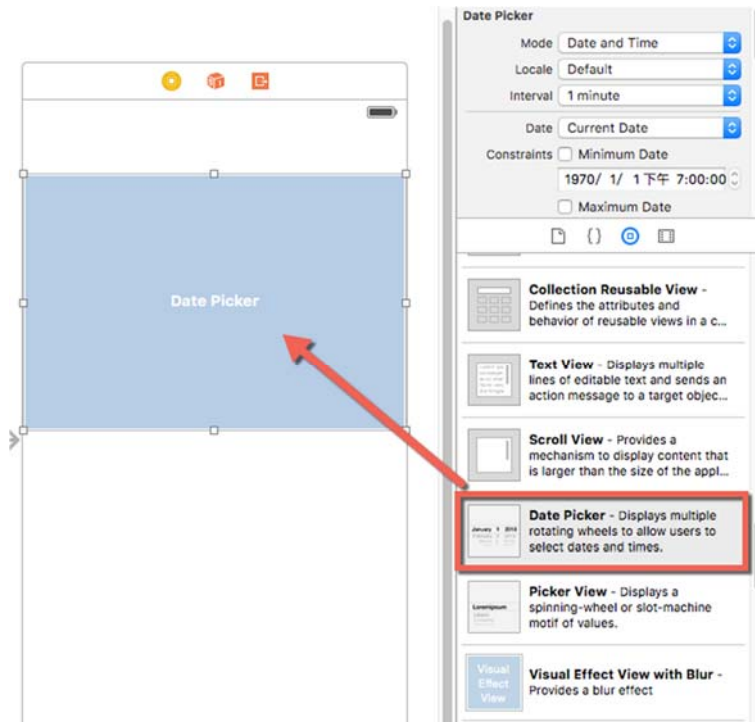 Date Picker
Mode Date and Time
Locale Default
Interval 1 minute
Date Current Date
Constraints Minimum Date
1970/ 1/ 1 下午 7:00:00
Maximum Date
Date Picker
Collection Reusable View -
Defines the attributes and
behavior of reusable views in a c...
Text View - Displays multiple
lines of editable text and sends an
action message to a target objec...
Scroll View - Provides a
mechanism to display content that
is larger than the size of the appl...
January 1 2016
Date Picker - Displays multiple
rotating wheels to allow users to
select dates and times.
Loremipsum
Picker View - Displays a
spinning-wheel or slot-machine
motif of values.
Visual
Effect
View
Visual Effect View with Blur -
Provides a blur effect